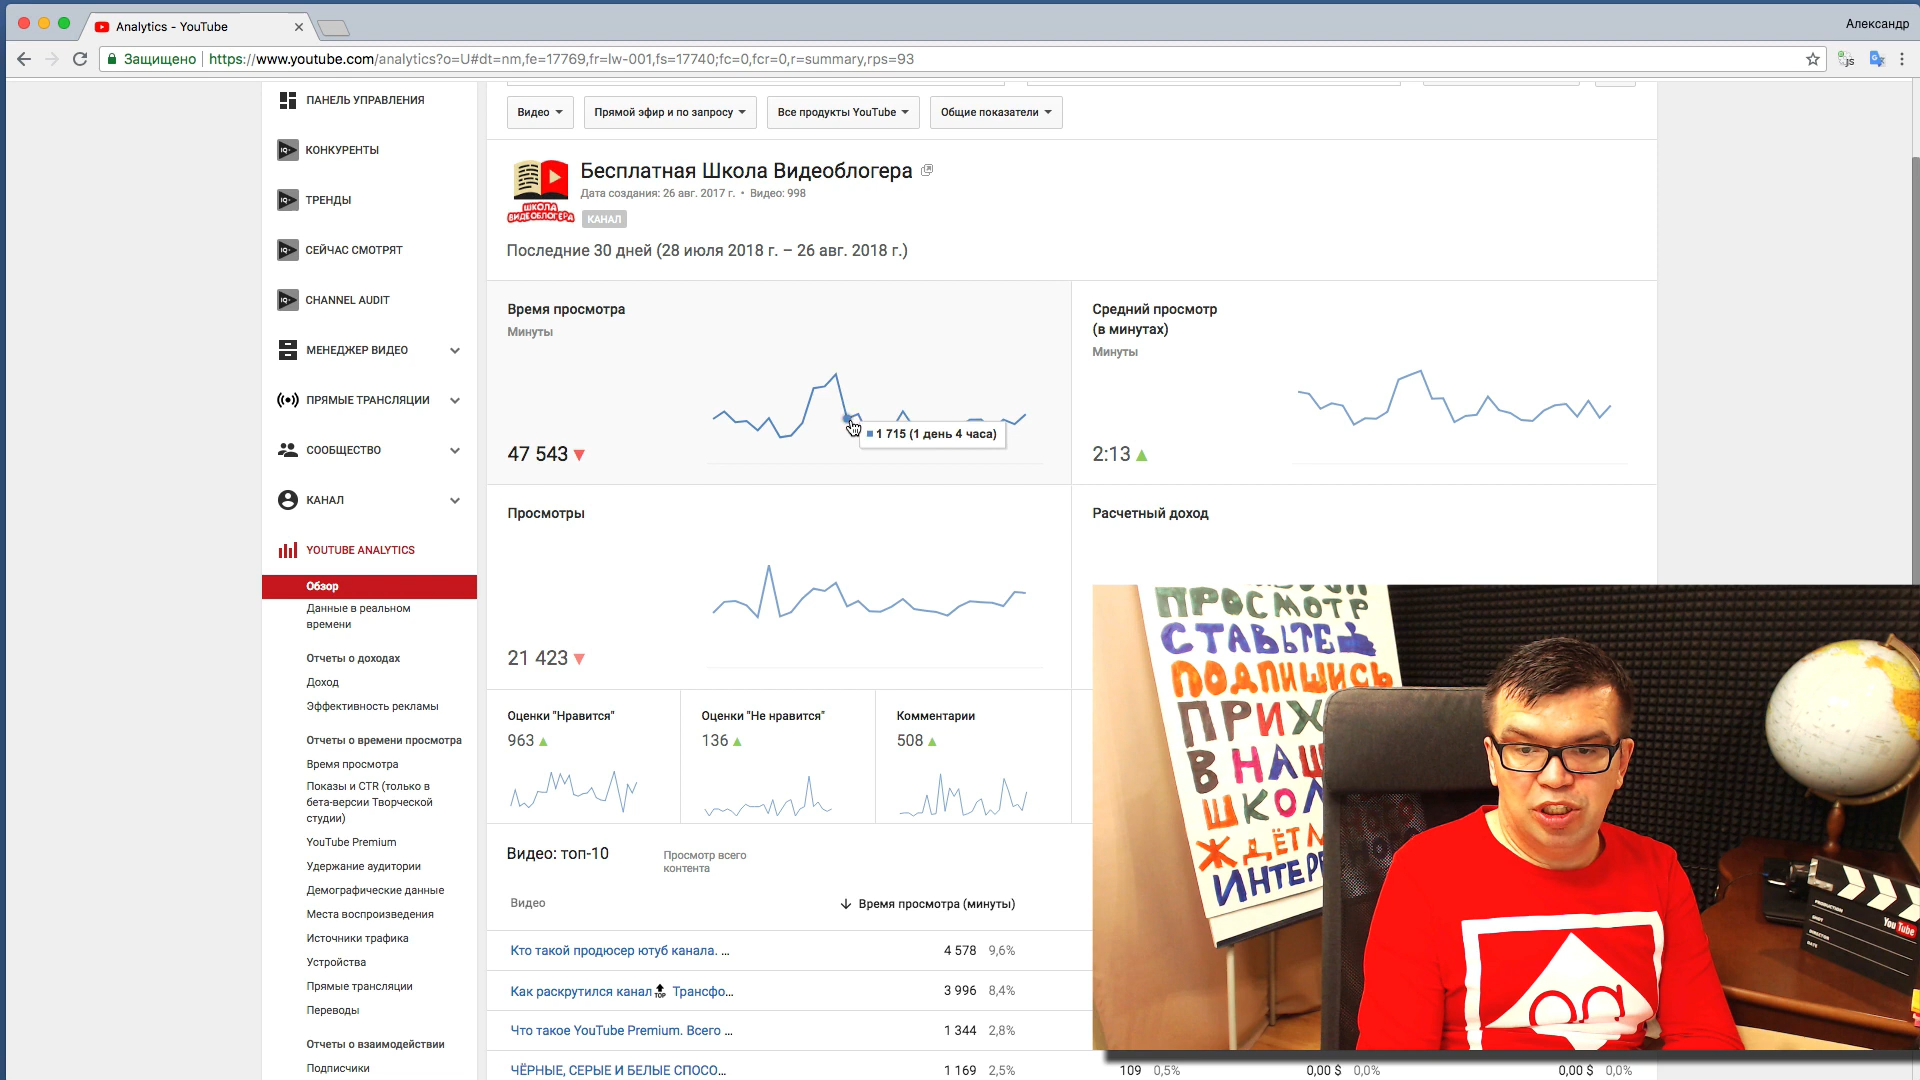 Analytics - YouTube
Александр
Защищено https://www.youtube.com/analytics?o=U#dt=nm,fe=17769,fr=lw-001,fs=17740;fc=0,fcr=0,r=summary,rps=93
ПАНЕЛЬ УПРАВЛЕНИЯ
КОНКУРЕНТЫ
ТРЕНДЫ
СЕЙЧАС СМОТРЯТ
CHANNEL AUDIT
МЕНЕДЖЕР ВИДЕО
ПРЯМЫЕ ТРАНСЛЯЦИИ
СООБЩЕСТВО
КАНАЛ
YOUTUBE ANALYTICS
Обзор
Данные в реальном
времени
Отчеты о доходах
Доход
Эффективность рекламы
Отчеты о времени просмотра
Время просмотра
Показы и CTR (только в
бета-версии Творческой
студии)
YouTube Premium
Удержание аудитории
Демографические данные
Места воспроизведения
Источники трафика
Устройства
Прямые трансляции
Переводы
Отчеты о взаимодействии
Подписчики
Видео Прямой эфир и по запросу Все продукты YouTube Общие показатели
ШКОЛА
ВИДЕОБЛОГЕРА
Бесплатная Школа Видеоблогера
Дата создания: 26 авг. 2017 г. • Видео: 998
КАНАЛ
Последние 30 дней (28 июля 2018 г. – 26 авг. 2018 г.)
Время просмотра
Минуты
47 543
1 715 (1 день 4 часа)
Средний просмотр
(в минутах)
Минуты
2:13
Просмотры
21 423
Расчетный доход
Оценки "Нравится"
963
Оценки "Не нравится"
136
Комментарии
508
Видео: топ-10
Просмотр всего
контента
Видео
Время просмотра (минуты)
Кто такой продюсер ютуб канала. ... 4 578 9,6%
Как раскрутился канал TOP Трансфо... 3 996 8,4%
Что такое YouTube Premium. Всего ... 1 344 2,8%
ЧЁРНЫЕ, СЕРЫЕ И БЕЛЫЕ СПОСО... 1 169 2,5% 109 0,5% 0,00 $ 0,0% 0,00 $ 0,0%
ПРОСМОТР
СТАВЬТЕ
ПОДПИШИСЬ
В
YouTube